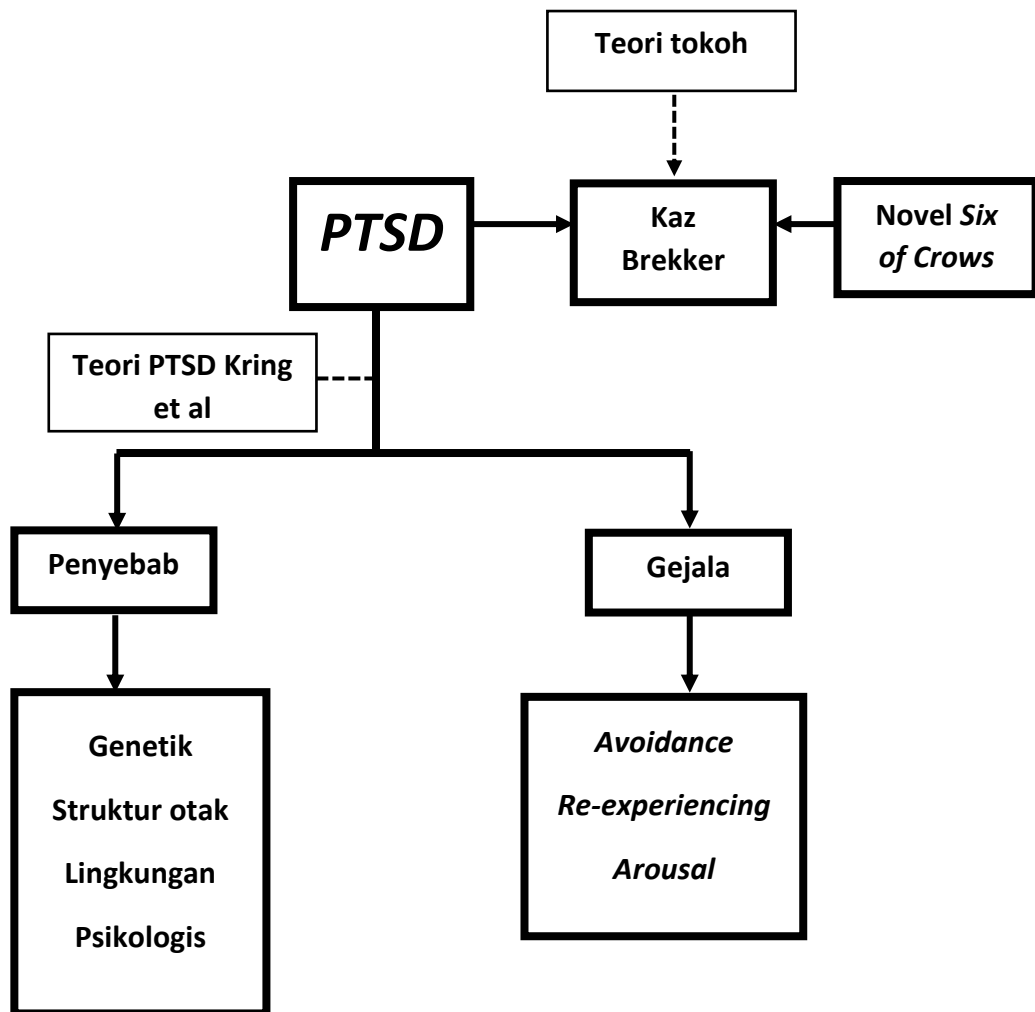 Teori tokoh
PTSD
Kaz
Brekker
Novel Six
of Crows
Teori PTSD Kring
et al
Penyebab
Gejala
Genetik
Struktur otak
Lingkungan
Psikologis
Avoidance
Re-experiencing
Arousal